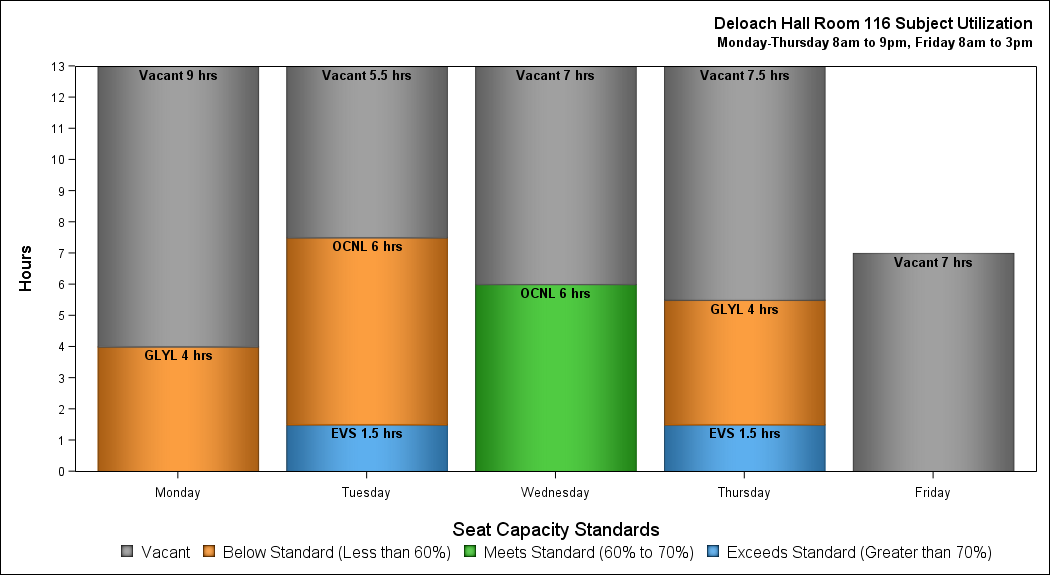 Deloach Hall Room 116 Subject Utilization
Monday-Thursday 8am to 9pm, Friday 8am to 3pm
Hours
13
12
11
10
9
8
7
6
5
4
3
2
1
0
Vacant 9 hrs
GLYL 4 hrs
Vacant 5.5 hrs
OCNL 6 hrs
EVS 1.5 hrs
Vacant 7 hrs
OCNL 6 hrs
Vacant 7.5 hrs
GLYL 4 hrs
EVS 1.5 hrs
Vacant 7 hrs
Monday Tuesday Wednesday Thursday Friday
Seat Capacity Standards
Vacant Below Standard (Less than 60%) Meets Standard (60% to 70%) Exceeds Standard (Greater than 70%)